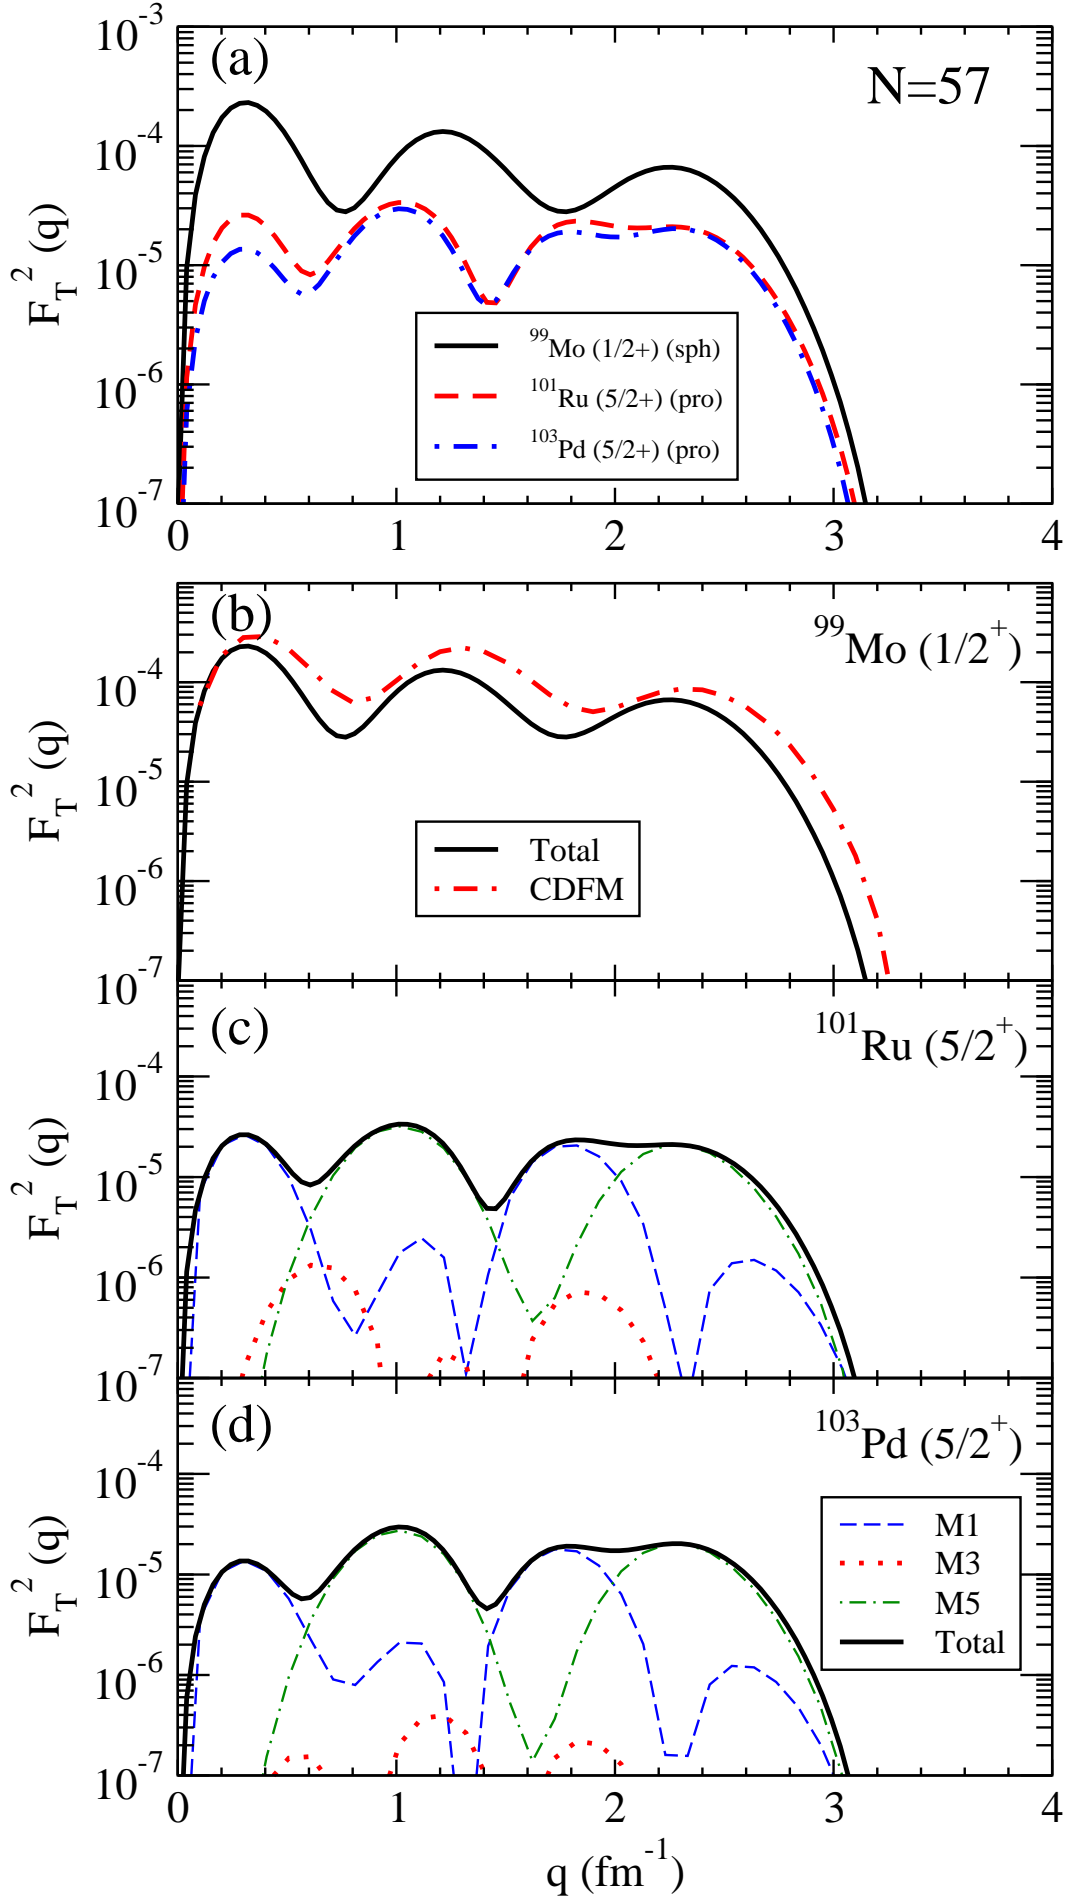 (a)
N=57
10^-3
10^-4
10^-5
10^-6
10^-7
F_T^2 (q)
^99Mo (1/2+) (sph)
^101Ru (5/2+) (pro)
^103Pd (5/2+) (pro)
0 1 2 3 4
(b)
^99Mo (1/2^+)
10^-4
10^-5
10^-6
10^-7
F_T^2 (q)
Total
CDFM
(c)
^101Ru (5/2^+)
10^-4
10^-5
10^-6
10^-7
F_T^2 (q)
(d)
^103Pd (5/2^+)
10^-4
10^-5
10^-6
10^-7
F_T^2 (q)
M1
M3
M5
Total
0 1 2 3 4
q (fm^-1)